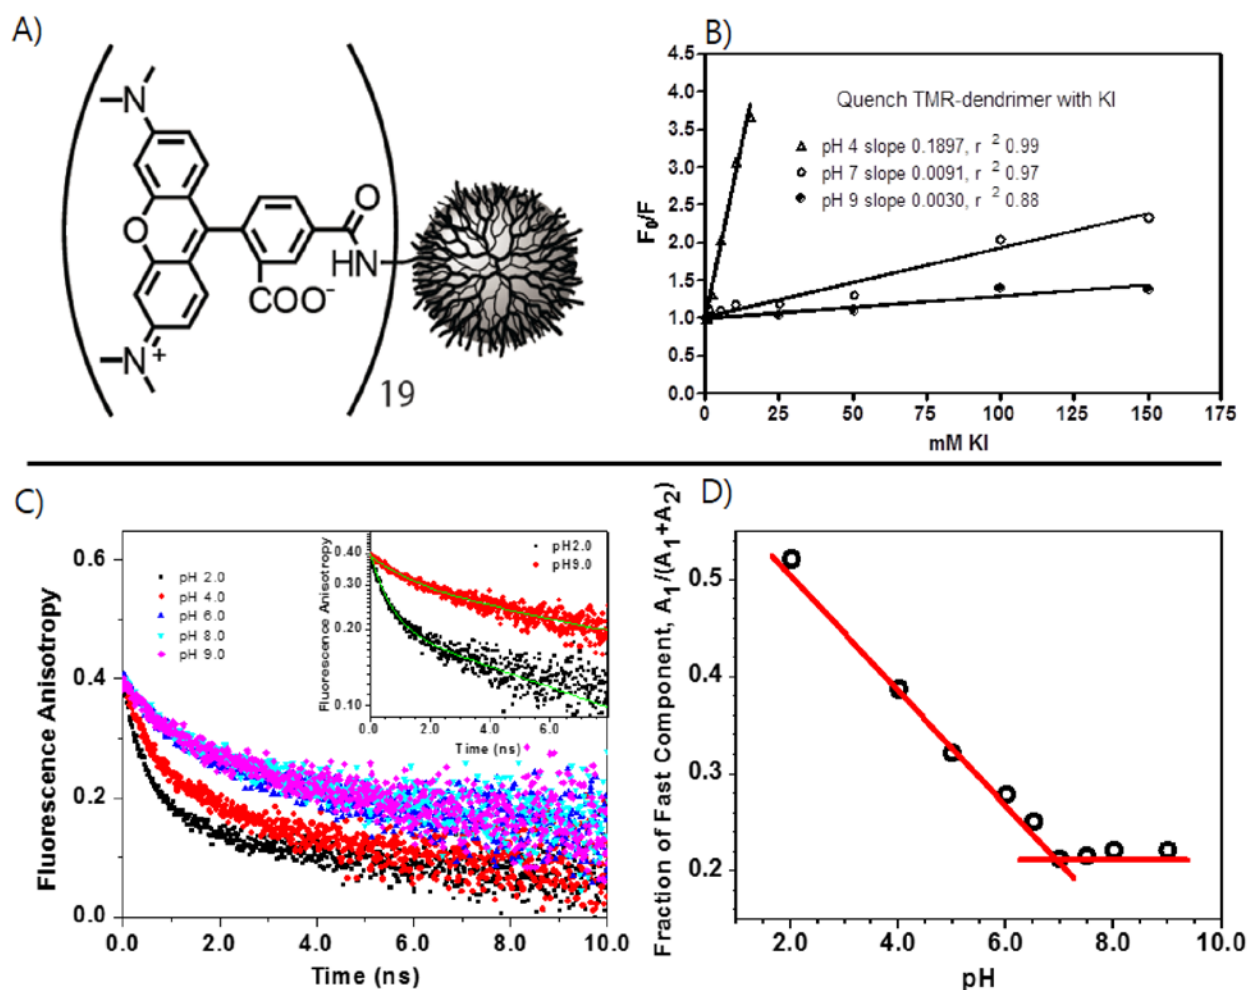 A)
N
O
N
+
COO-
O
HN
19
B)
4.5
4.0
3.5
3.0
2.5
2.0
1.5
1.0
0.5
0.0
F0/F
Quench TMR-dendrimer with KI
pH 4 slope 0.1897, r 2 0.99
pH 7 slope 0.0091, r 2 0.97
pH 9 slope 0.0030, r 2 0.88
0 25 50 75 100 125 150 175
mM KI
C)
0.6
0.4
0.2
0.0
Fluorescence Anisotropy
pH 2.0
pH 4.0
pH 6.0
pH 8.0
pH 9.0
0.40
0.30
0.20
0.10
Fluorescence Anisotropy
pH2.0
pH9.0
0.0 2.0 4.0 6.0
Time (ns)
0.0 2.0 4.0 6.0 8.0 10.0
Time (ns)
D)
Fraction of Fast Component, A1/(A1+A2)
0.5
0.4
0.3
0.2
2.0 4.0 6.0 8.0 10.0
pH